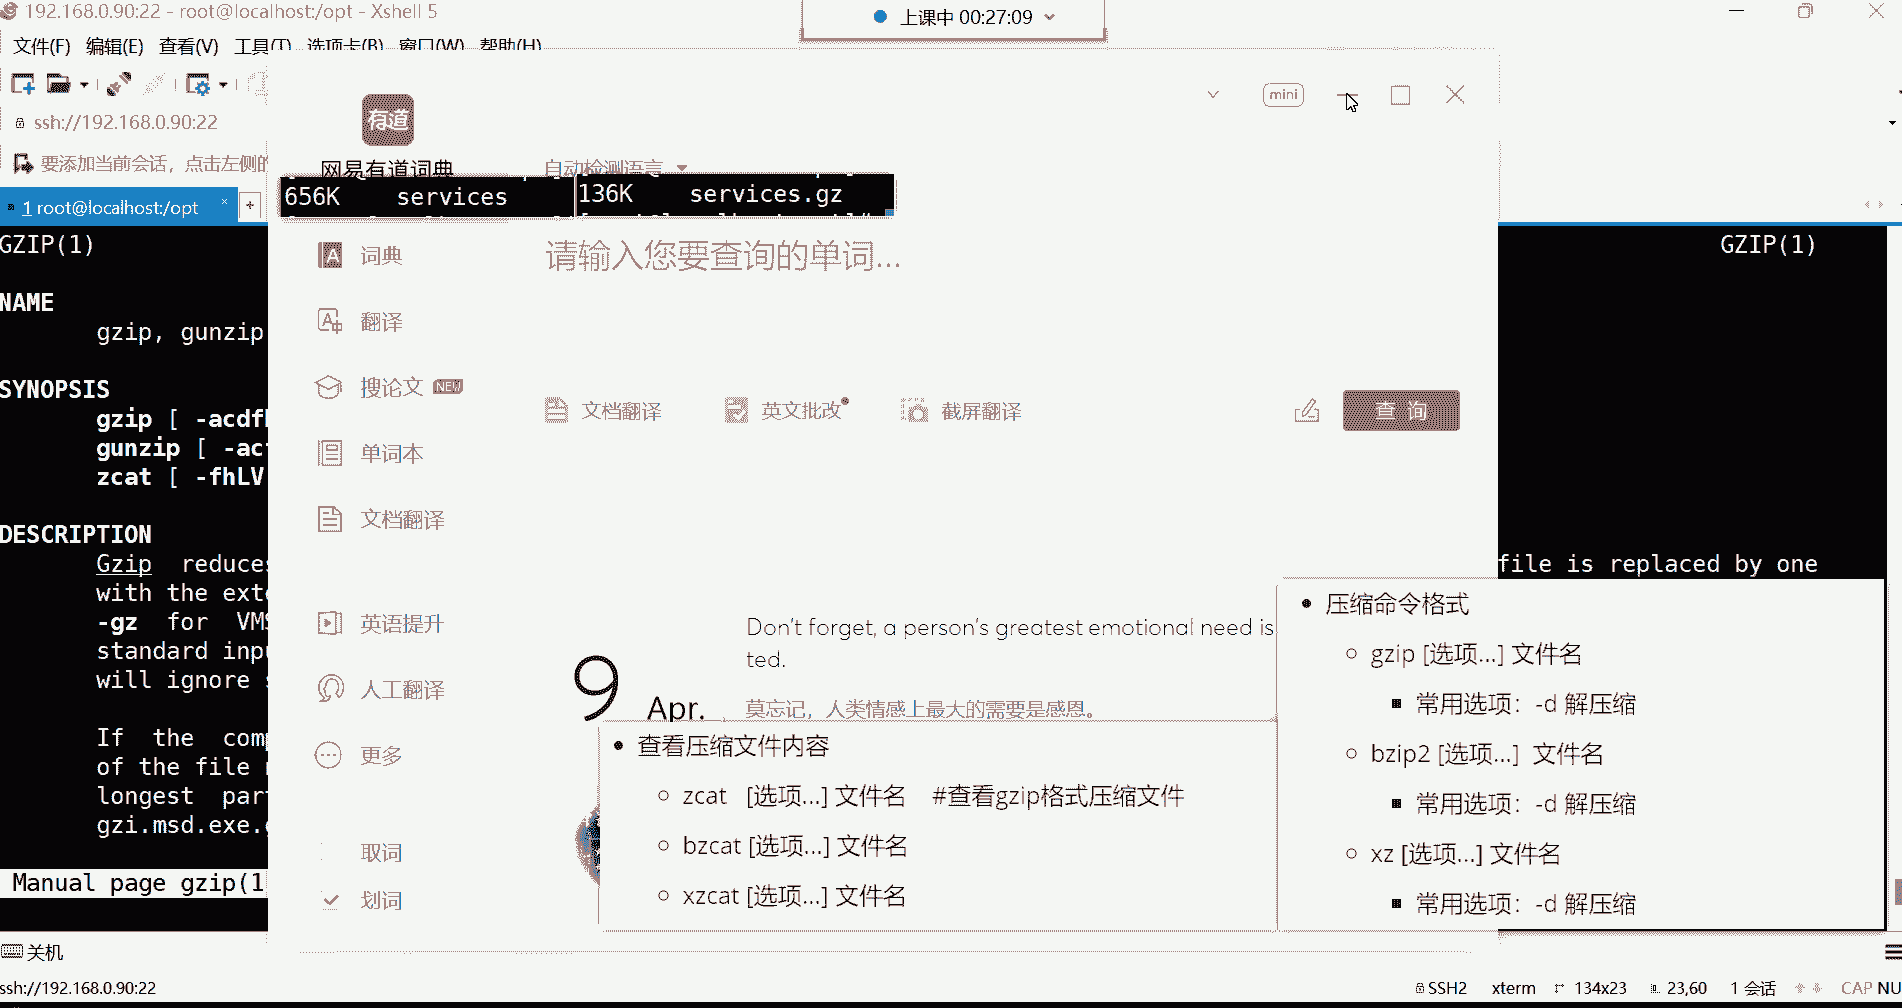 192.168.0.90:22 - root@localhost:/opt - Xshell 5
上课中 00:27:09
文件(F) 编辑(E) 查看(V) 工具(T) 选项卡(B) 窗口(W) 帮助(H)
ssh://192.168.0.90:22
要添加当前会话，点击左侧的
1 root@localhost:/opt
有道
mini
网易有道词典
自动检测语言
656K services
136K services.gz
词典
请输入您要查询的单词...
翻译
搜论文 NEW
文档翻译 英文批改 截屏翻译
查 询
单词本
文档翻译
英语提升
人工翻译
更多
取词
划词
Don't forget, a person's greatest emotional need is
ted.
9 Apr.
莫忘记，人类情感上最大的需要是感恩。
GZIP(1) GZIP(1)
NAME
gzip, gunzip
SYNOPSIS
gzip [ -acdfh
gunzip [ -ac
zcat [ -fhLV
DESCRIPTION
Gzip reduces file is replaced by one
with the exte
-gz for VMS
standard inpu
will ignore s
If the com
of the file
longest par
gzi.msd.exe.
Manual page gzip(1
查看压缩文件内容
zcat [选项...] 文件名 #查看gzip格式压缩文件
bzcat [选项...] 文件名
xzcat [选项...] 文件名
压缩命令格式
gzip [选项...] 文件名
常用选项：-d 解压缩
bzip2 [选项...] 文件名
常用选项：-d 解压缩
xz [选项...] 文件名
常用选项：-d 解压缩
关机
ssh://192.168.0.90:22
SSH2 xterm 134x23 23,60 1 会话 CAP NU